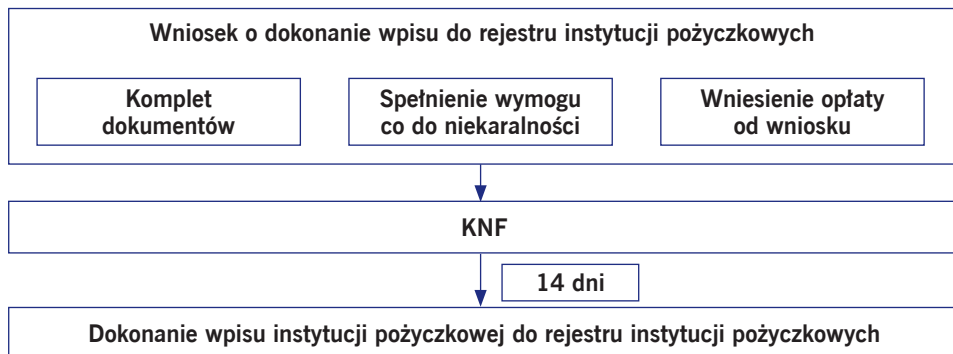 Wniosek o dokonanie wpisu do rejestru instytucji pożyczkowych
Komplet
dokumentów
Spełnienie wymogu
co do niekaralności
Wniesienie opłaty
od wniosku
KNF
14 dni
Dokonanie wpisu instytucji pożyczkowej do rejestru instytucji pożyczkowych